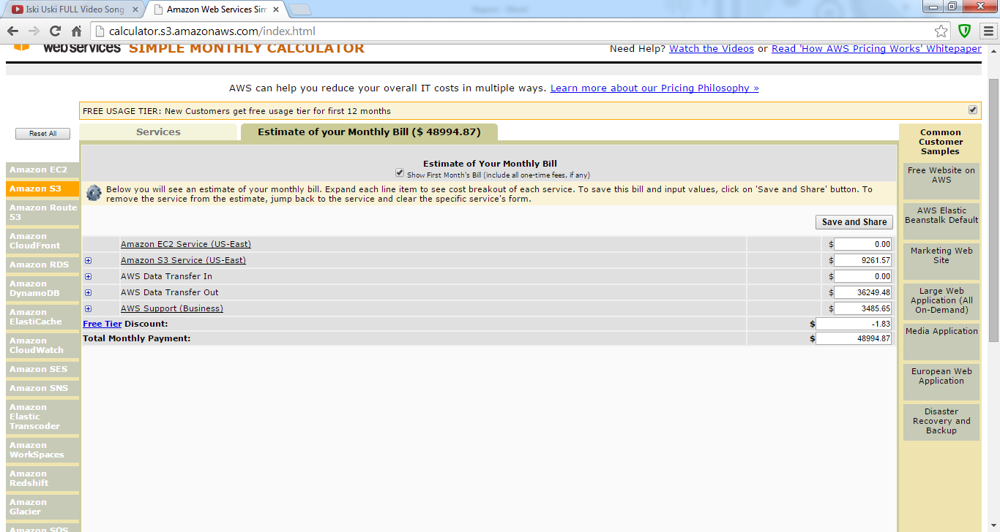 Iski Uski FULL Video Song
Amazon Web Services Sim
calculator.s3.amazonaws.com/index.html
webservices SIMPLE MONTHLY CALCULATOR
Need Help? Watch the Videos or Read 'How AWS Pricing Works' Whitepaper
AWS can help you reduce your overall IT costs in multiple ways. Learn more about our Pricing Philosophy »
FREE USAGE TIER: New Customers get free usage tier for first 12 months
Reset All
Services
Estimate of your Monthly Bill ($ 48994.87)
Amazon EC2
Amazon S3
Amazon Route
53
Amazon
CloudFront
Amazon RDS
Amazon
DynamoDB
Amazon
ElastiCache
Amazon
CloudWatch
Amazon SES
Amazon SNS
Amazon
Elastic
Transcoder
Amazon
WorkSpaces
Amazon
Redshift
Amazon
Glacier
Amazon SQS
Estimate of Your Monthly Bill
Show First Month's Bill (include all one-time fees, if any)
Below you will see an estimate of your monthly bill. Expand each line item to see cost breakout of each service. To save this bill and input values, click on 'Save and Share' button. To
remove the service from the estimate, jump back to the service and clear the specific service's form.
Save and Share
Amazon EC2 Service (US-East) $ 0.00
Amazon S3 Service (US-East) $ 9261.57
AWS Data Transfer In $ 0.00
AWS Data Transfer Out $ 36249.48
AWS Support (Business) $ 3485.65
Free Tier Discount: $ -1.83
Total Monthly Payment: $ 48994.87
Common
Customer
Samples
Free Website on
AWS
AWS Elastic
Beanstalk Default
Marketing Web
Site
Large Web
Application (All
On-Demand)
Media Application
European Web
Application
Disaster
Recovery and
Backup